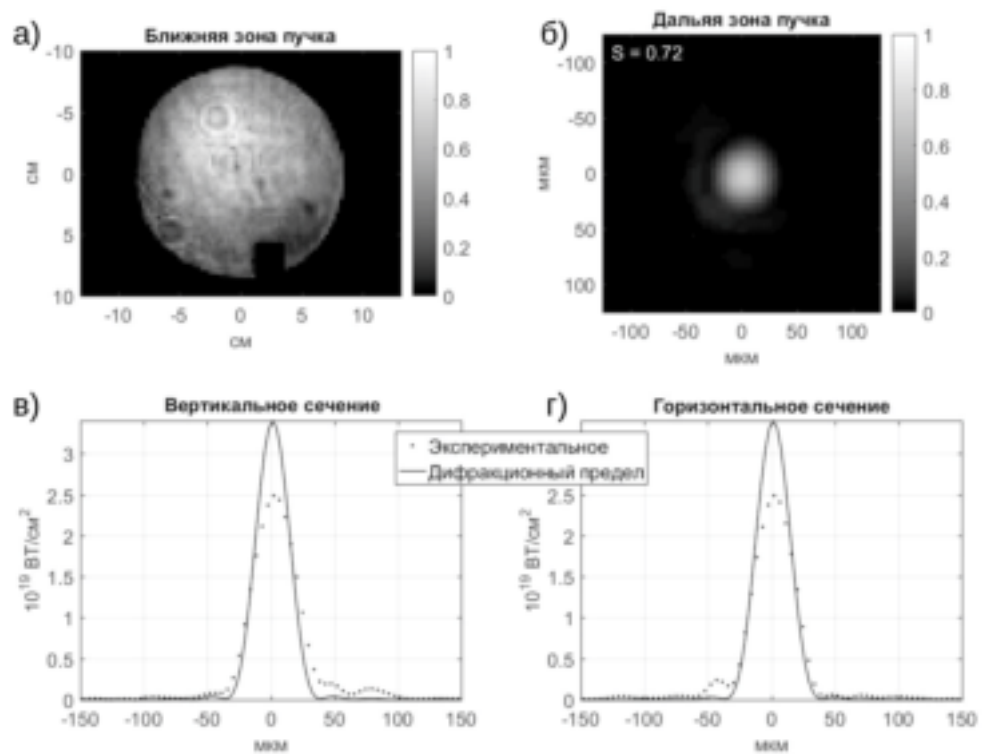 а)
Ближняя зона пучка
-10
-5
0
5
10
см
-10 -5 0 5 10
см
1
0.8
0.6
0.4
0.2
0
б)
Дальяя зона пучка
S = 0.72
-100
-50
0
50
100
мкм
-100 -50 0 50 100
мкм
1
0.8
0.6
0.4
0.2
0
в)
Вертикальное сечение
3
2.5
2
1.5
1
0.5
0
10¹⁹ ВТ/см²
-150 -100 -50 0 50 100 150
мкм
Экспериментальное
Дифракционный предел
г)
Горизонтальное сечение
3
2.5
2
1.5
1
0.5
0
10¹⁹ ВТ/см²
-150 -100 -50 0 50 100 150
мкм